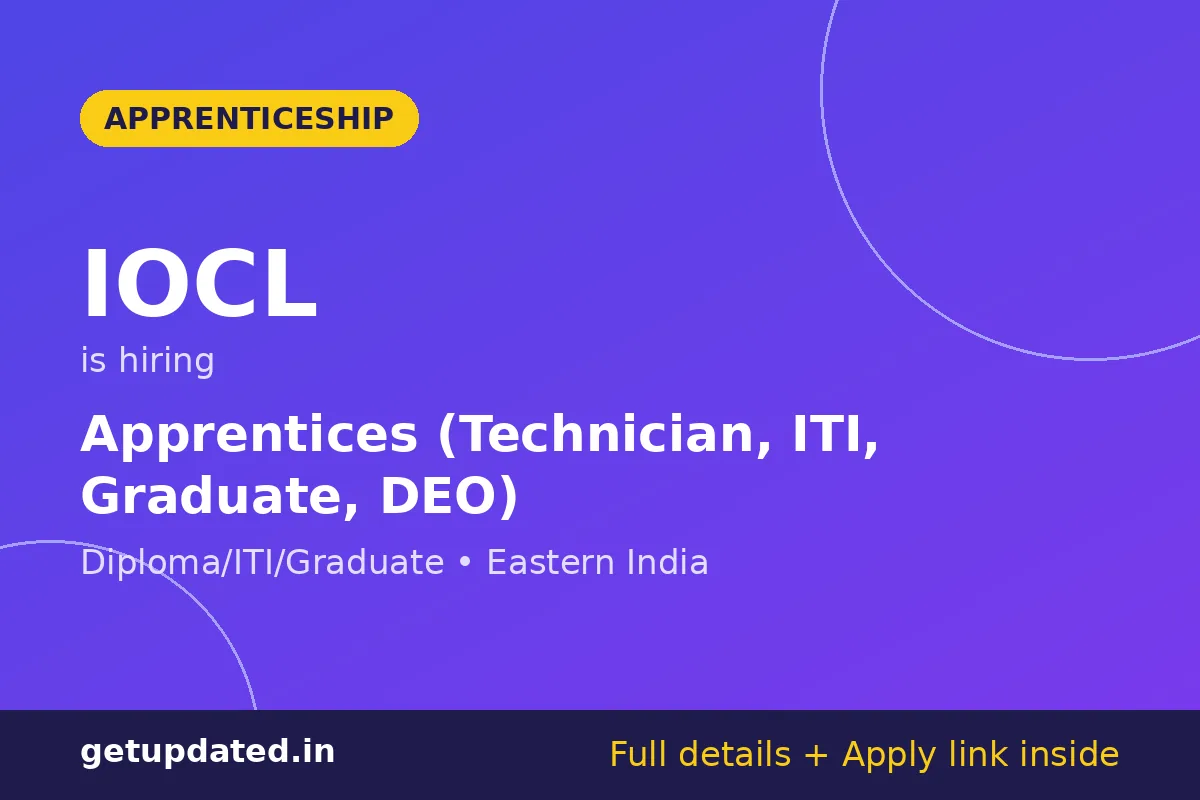 APPRENTICESHIP
IOCL
is hiring
Apprentices (Technician, ITI,
Graduate, DEO)
Diploma/ITI/Graduate • Eastern India
getupdated.in
Full details + Apply link inside